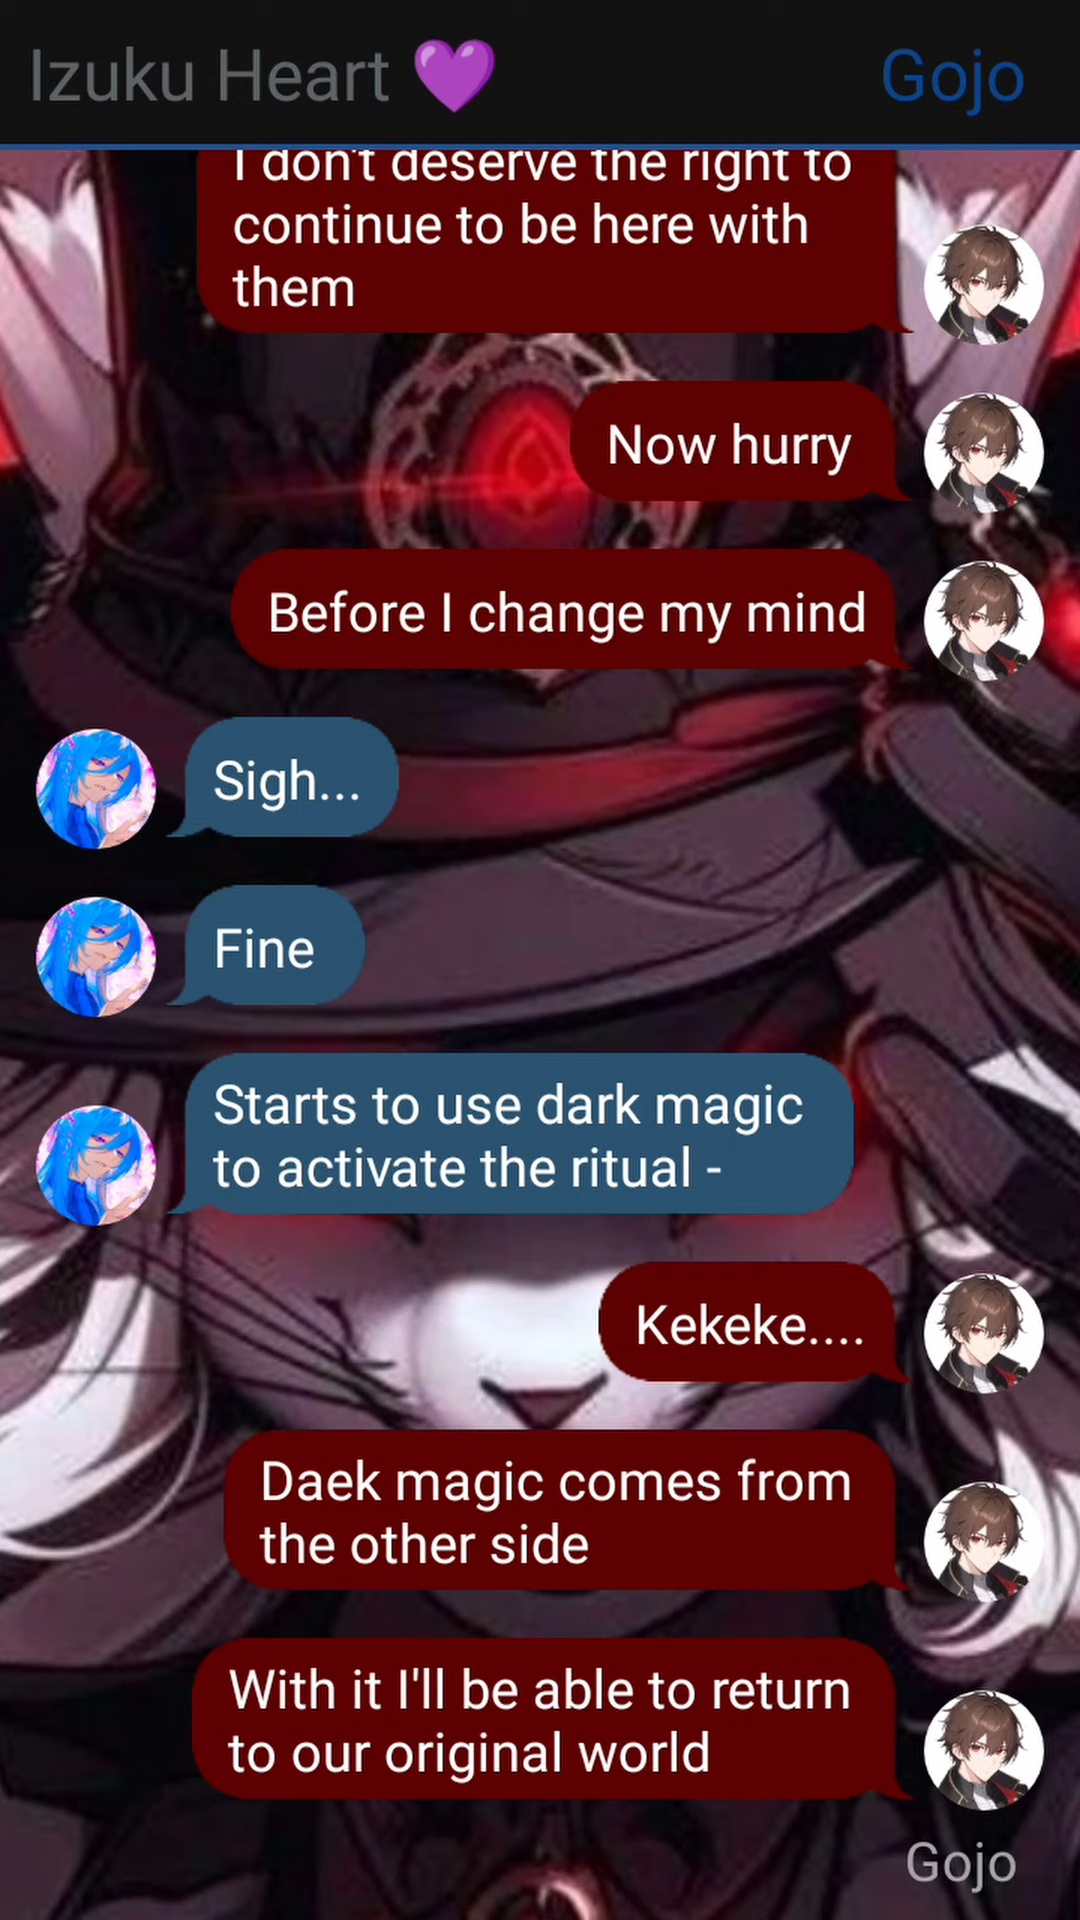 Izuku Heart 💜
Gojo
I don't deserve the right to
continue to be here with
them
Now hurry
Before I change my mind
Sigh...
Fine
Starts to use dark magic
to activate the ritual -
Kekeke....
Daek magic comes from
the other side
With it I'll be able to return
to our original world
Gojo